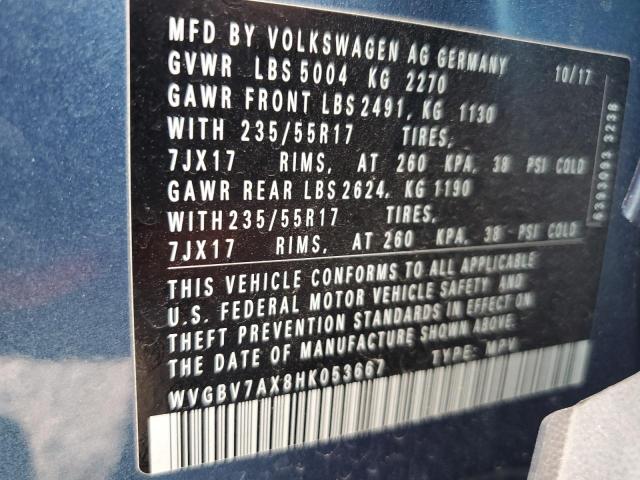 MFD BY VOLKSWAGEN AG GERMANY 10/17
GVWR LBS 5004 KG 2270
GAWR FRONT LBS 2491, KG 1130
WITH 235/55R17 TIRES,
7JX17 RIMS, AT 260 KPA, 38 PSI COLD
GAWR REAR LBS 2624, KG 1190
WITH 235/55R17 TIRES,
7JX17 RIMS, AT 260 KPA, 38 PSI COLD
THIS VEHICLE CONFORMS TO ALL APPLICABLE
U.S. FEDERAL MOTOR VEHICLE SAFETY AND
THEFT PREVENTION STANDARDS IN EFFECT ON
THE DATE OF MANUFACTURE SHOWN ABOVE.
WVGBV7AX8HK053667 TYPE: MPV
6393093 3238